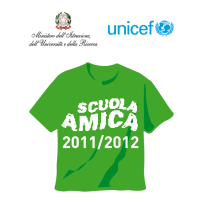 Ministero dell'Istruzione,
dell'Università e della Ricerca
unicef
SCUOLA
AMICA
2011/2012